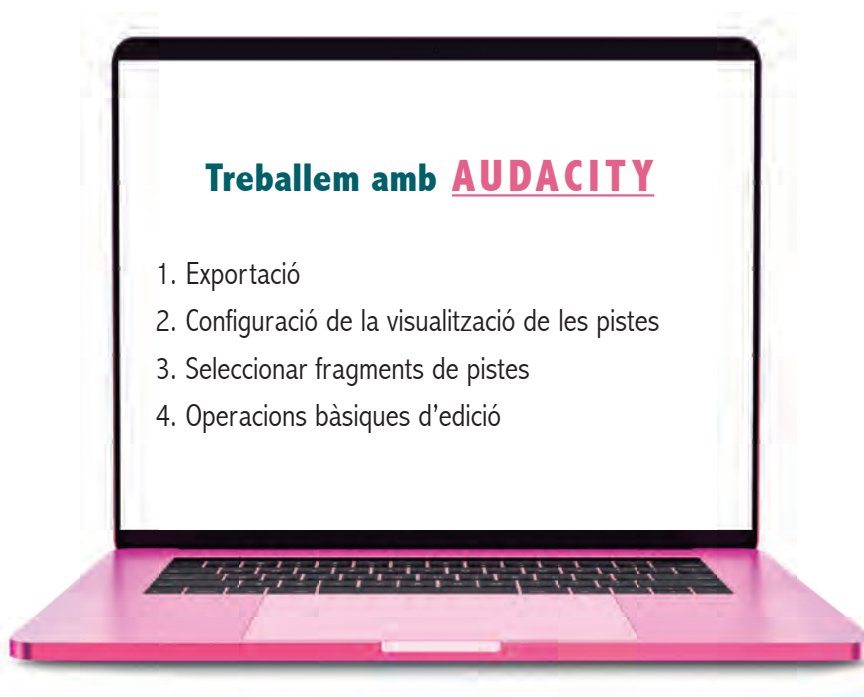 Treballem amb AUDACITY
1. Exportació
2. Configuració de la visualització de les pistes
3. Seleccionar fragments de pistes
4. Operacions bàsiques d’edició